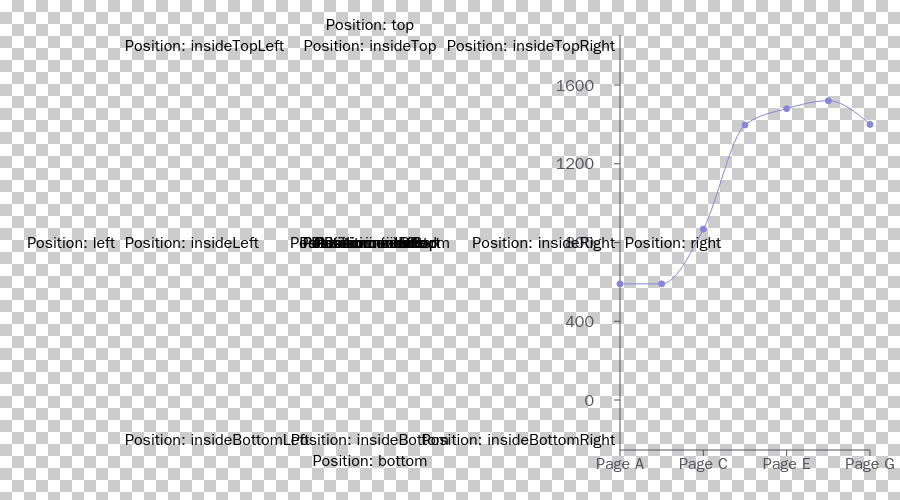 Position: top
Position: insideTopLeft Position: insideTop Position: insideTopRight
1600
1200
Position: left Position: insideLeft Position: insideRight Position: right
400
0
Position: insideBottomLeft Position: insideBottom Position: insideBottomRight
Position: bottom
Page A Page C Page E Page G